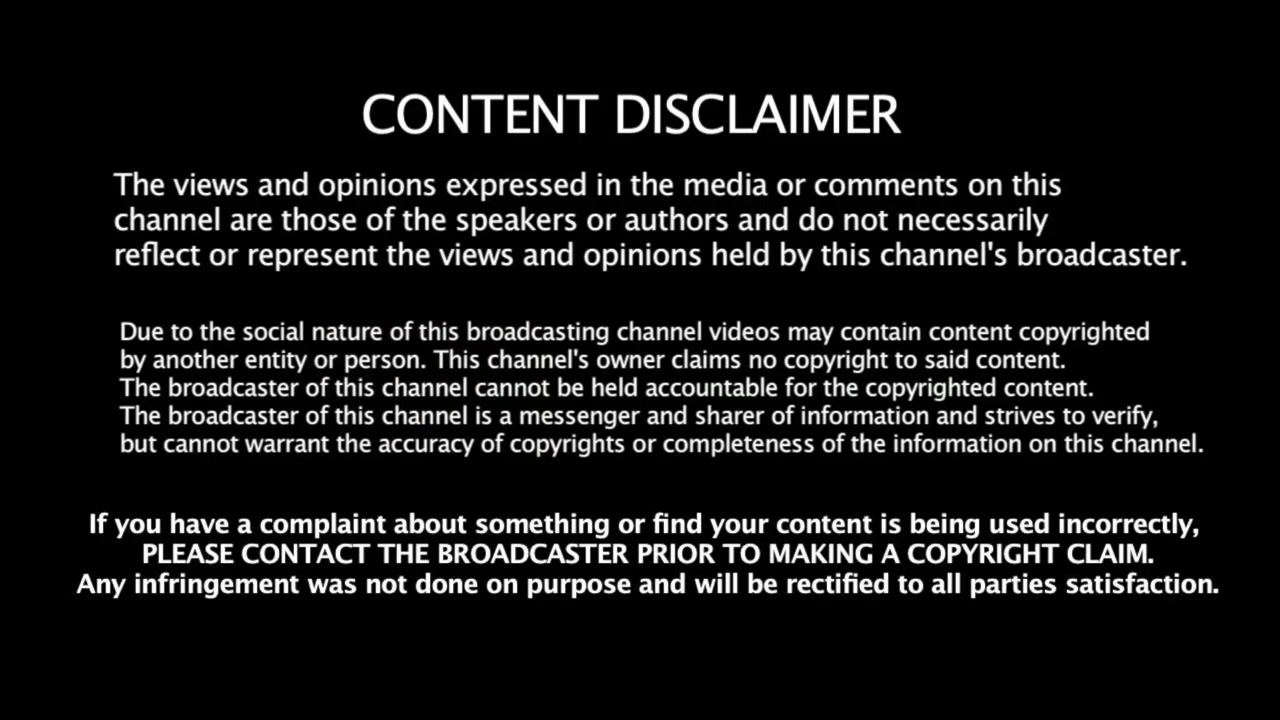 CONTENT DISCLAIMER
The views and opinions expressed in the media or comments on this
channel are those of the speakers or authors and do not necessarily
reflect or represent the views and opinions held by this channel's broadcaster.
Due to the social nature of this broadcasting channel videos may contain content copyrighted
by another entity or person. This channel's owner claims no copyright to said content.
The broadcaster of this channel cannot be held accountable for the copyrighted content.
The broadcaster of this channel is a messenger and sharer of information and strives to verify,
but cannot warrant the accuracy of copyrights or completeness of the information on this channel.
If you have a complaint about something or find your content is being used incorrectly,
PLEASE CONTACT THE BROADCASTER PRIOR TO MAKING A COPYRIGHT CLAIM.
Any infringement was not done on purpose and will be rectified to all parties satisfaction.